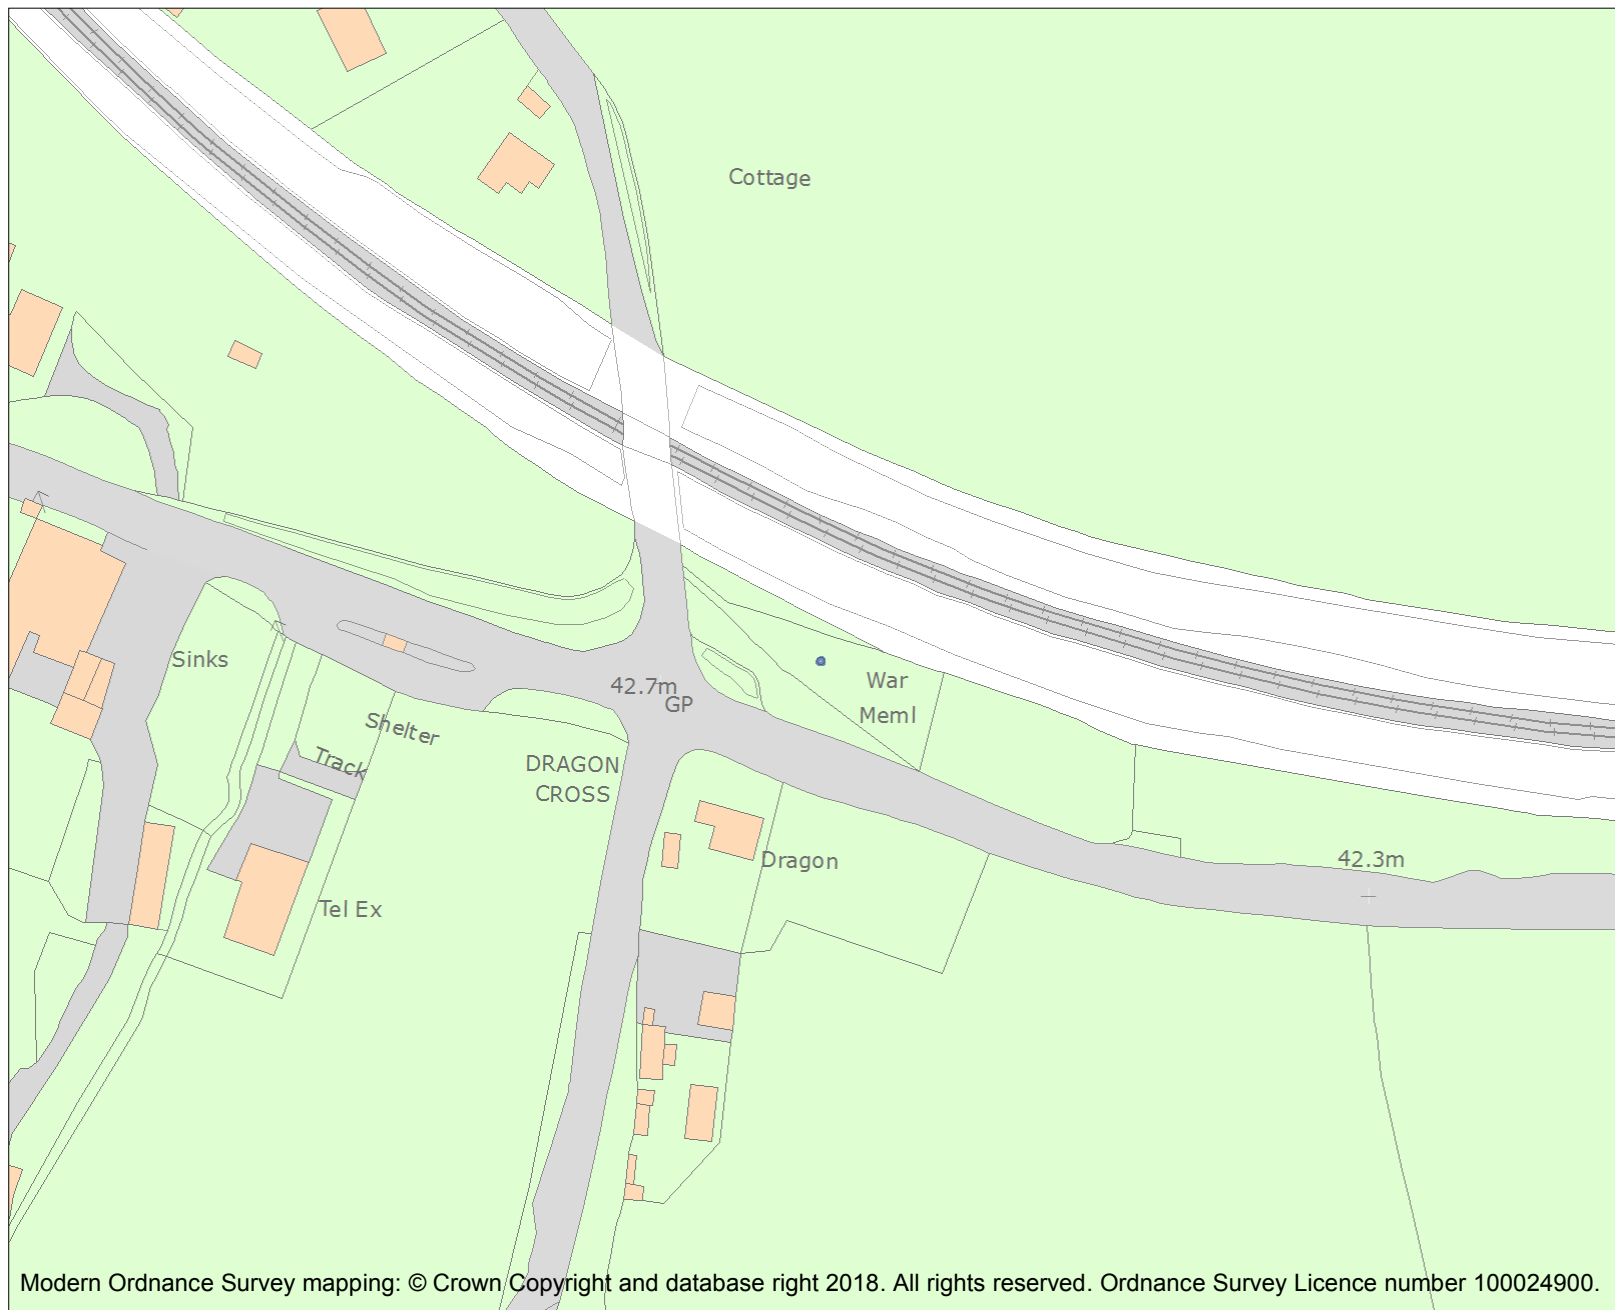 Cottage
Sinks
War
Meml
42.7m
GP
Shelter
Track
DRAGON
CROSS
Dragon
42.3m
Tel Ex
Modern Ordnance Survey mapping: © Crown Copyright and database right 2018. All rights reserved. Ordnance Survey Licence number 100024900.